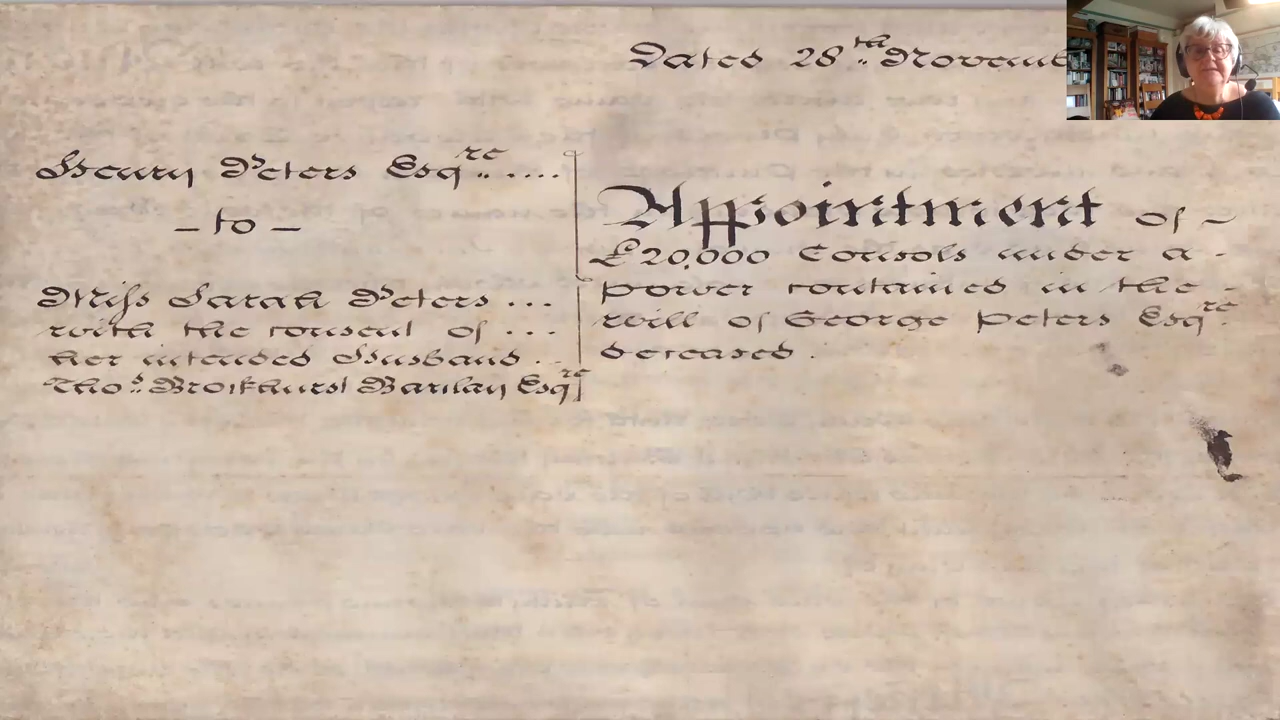 Dated 28th Novemb
Henry Peters Esqre ....
– to –
Miss Sarah Peters ...
with the consent of ...
her intended Husband ..
Thos Brockhurst Barclay Esqre
Appointment of ~
£20,000 Consols under a -
power contained in the -
will of George Peters Esqre
deceased .